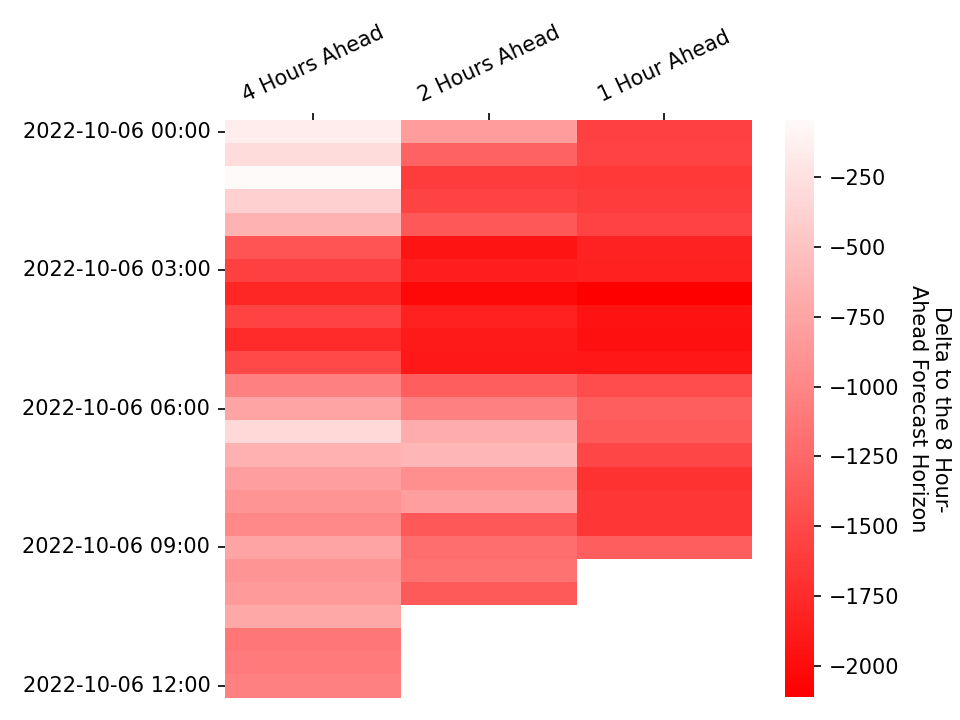 4 Hours Ahead
2 Hours Ahead
1 Hour Ahead
2022-10-06 00:00
2022-10-06 03:00
2022-10-06 06:00
2022-10-06 09:00
2022-10-06 12:00
−250
−500
−750
−1000
−1250
−1500
−1750
−2000
Delta to the 8 Hour-
Ahead Forecast Horizon